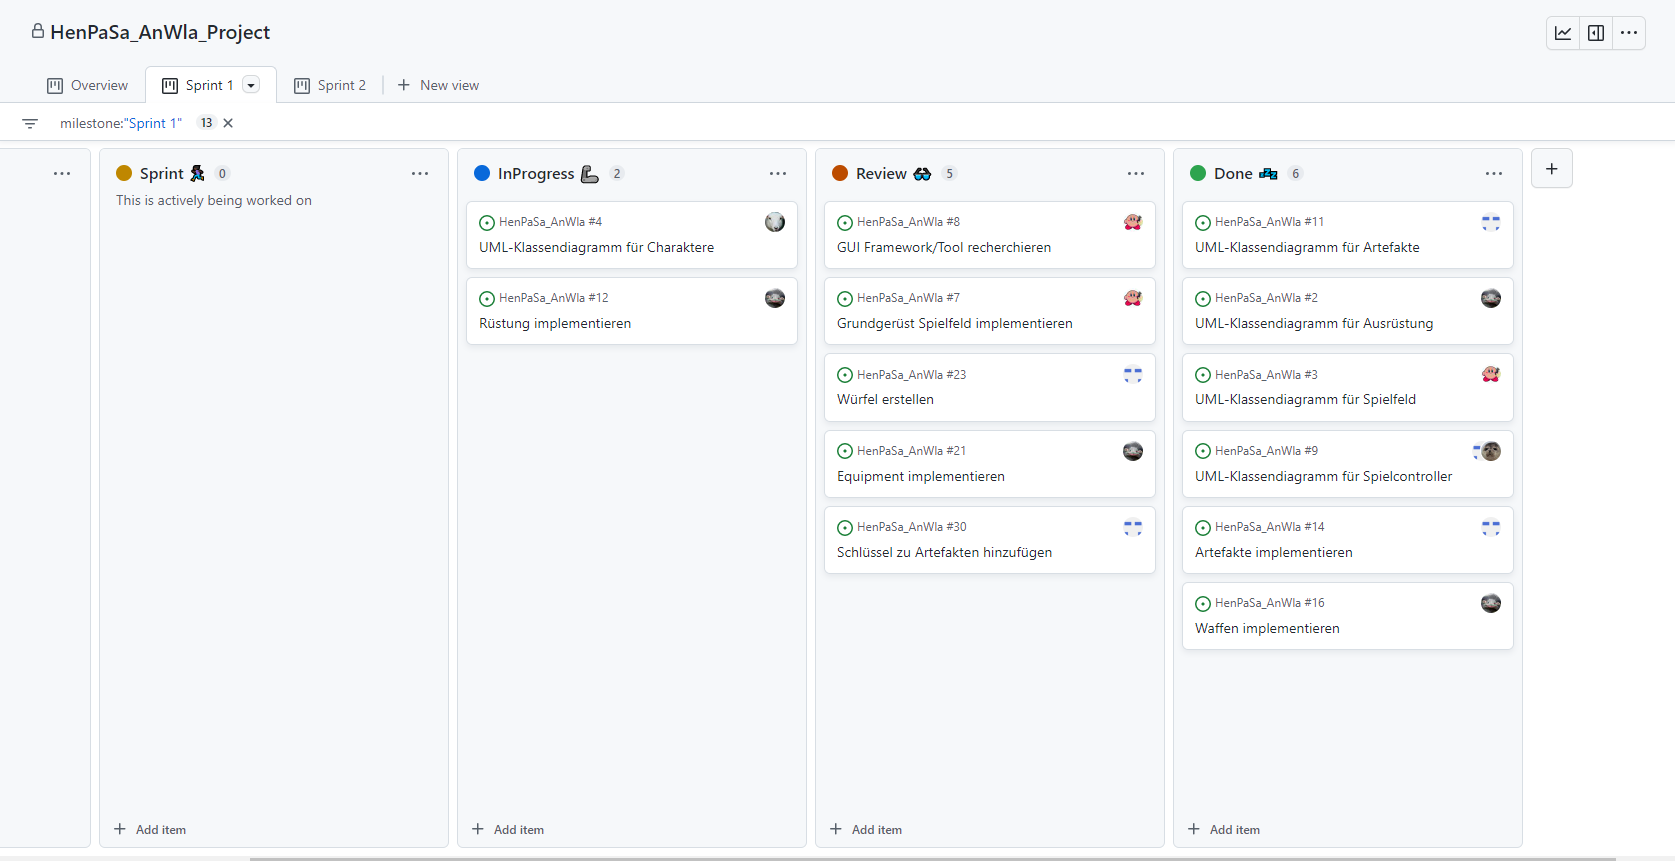 HenPaSa_AnWla_Project
Overview
Sprint 1
Sprint 2
New view
milestone:"Sprint 1" 13
Sprint 0
This is actively being worked on
Add item
InProgress 2
HenPaSa_AnWla #4
UML-Klassendiagramm für Charaktere
HenPaSa_AnWla #12
Rüstung implementieren
Add item
Review 5
HenPaSa_AnWla #8
GUI Framework/Tool recherchieren
HenPaSa_AnWla #7
Grundgerüst Spielfeld implementieren
HenPaSa_AnWla #23
Würfel erstellen
HenPaSa_AnWla #21
Equipment implementieren
HenPaSa_AnWla #30
Schlüssel zu Artefakten hinzufügen
Add item
Done 6
HenPaSa_AnWla #11
UML-Klassendiagramm für Artefakte
HenPaSa_AnWla #2
UML-Klassendiagramm für Ausrüstung
HenPaSa_AnWla #3
UML-Klassendiagramm für Spielfeld
HenPaSa_AnWla #9
UML-Klassendiagramm für Spielcontroller
HenPaSa_AnWla #14
Artefakte implementieren
HenPaSa_AnWla #16
Waffen implementieren
Add item